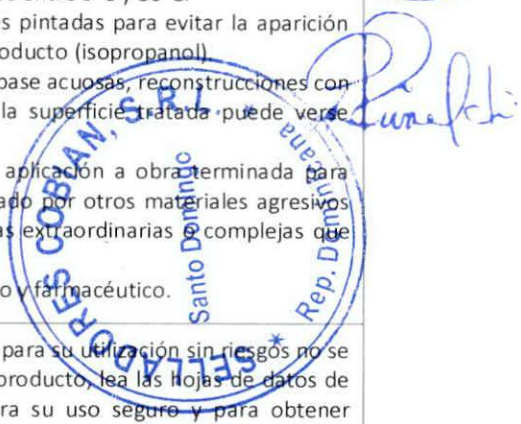 es pintadas para evitar la aparición
oducto (isopropanol).
base acuosas, reconstrucciones con
la superficie tratada puede verse
aplicación a obra terminada para
ado por otros materiales agresivos
as extraordinarias o complejas que
o y farmacéutico.
para su utilización sin riesgos no se
producto, lea las hojas de datos de
ra su uso seguro y para obtener
SELLADORES COBIAN, S.R.L.
* Rep. Dominicana *
Santo Domingo